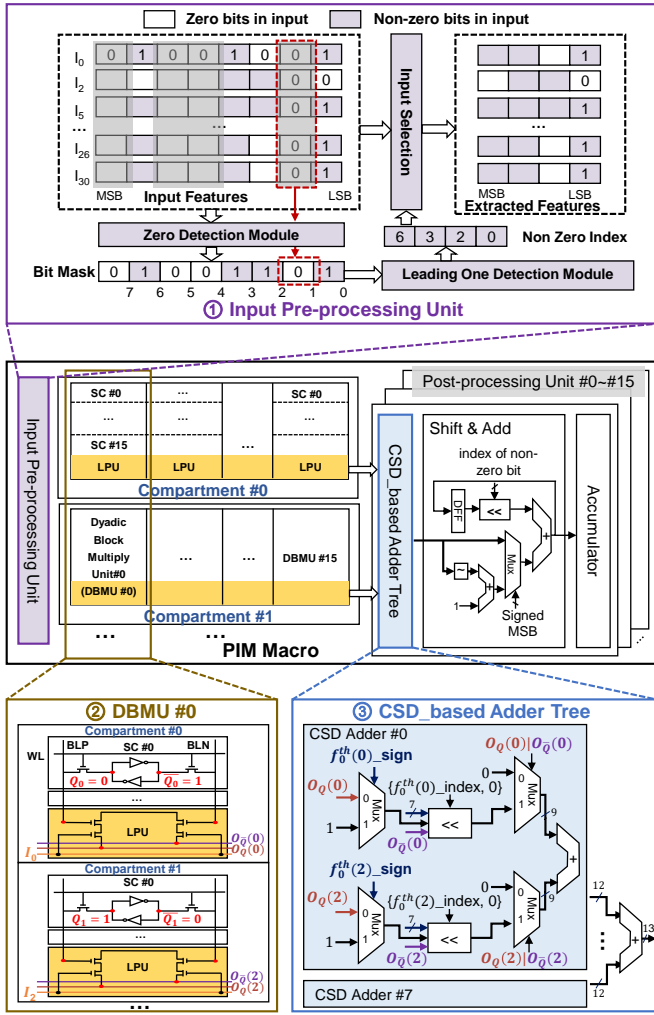 Zero bits in input
Non-zero bits in input
I0 0 1 0 0 1 0 0 1
I2 0 0
I5 0 1
... ...
I26 0 1
I30 0 1
MSB Input Features LSB
Input Selection
1
0
1
...
1
1
MSB LSB
Extracted Features
Zero Detection Module
6 3 2 0 Non Zero Index
Bit Mask 0 1 0 0 1 1 0 1
Leading One Detection Module
7 6 5 4 3 2 1 0
① Input Pre-processing Unit
Input Pre-processing Unit
SC #0 ... SC #0
... ... ...
SC #15 ...
LPU LPU LPU
Compartment #0
Dyadic
Block
Multiply
Unit#0
(DBMU #0)
... ... DBMU #15
Compartment #1
... ...
PIM Macro
Post-processing Unit #0~#15
CSD_based Adder Tree
Shift & Add
index of non-
zero bit
DFF
<<
+
Mux
~
+
1
Signed
MSB
Accumulator
② DBMU #0
Compartment #0
WL BLP SC #0 BLN
Q0 = 0 Q̅0 = 1
...
LPU
OQ̅(0)
OQ(0)
I0
Compartment #1
SC #0
Q1 = 1 Q̅1 = 0
...
LPU
OQ̅(2)
OQ(2)
I2
...
③ CSD_based Adder Tree
CSD Adder #0
OQ(0)|OQ̅(0)
f0th(0)_sign
0
OQ(0)
{f0th(0)_index, 0}
0
Mux
1
1
7
<<
OQ̅(0)
0
Mux
1
9
+
f0th(2)_sign
0
OQ(2)
{f0th(2)_index, 0}
0
Mux
1
1
7
<<
OQ̅(2)
0
Mux
1
9
OQ(2)|OQ̅(2)
12
...
+
13
12
CSD Adder #7